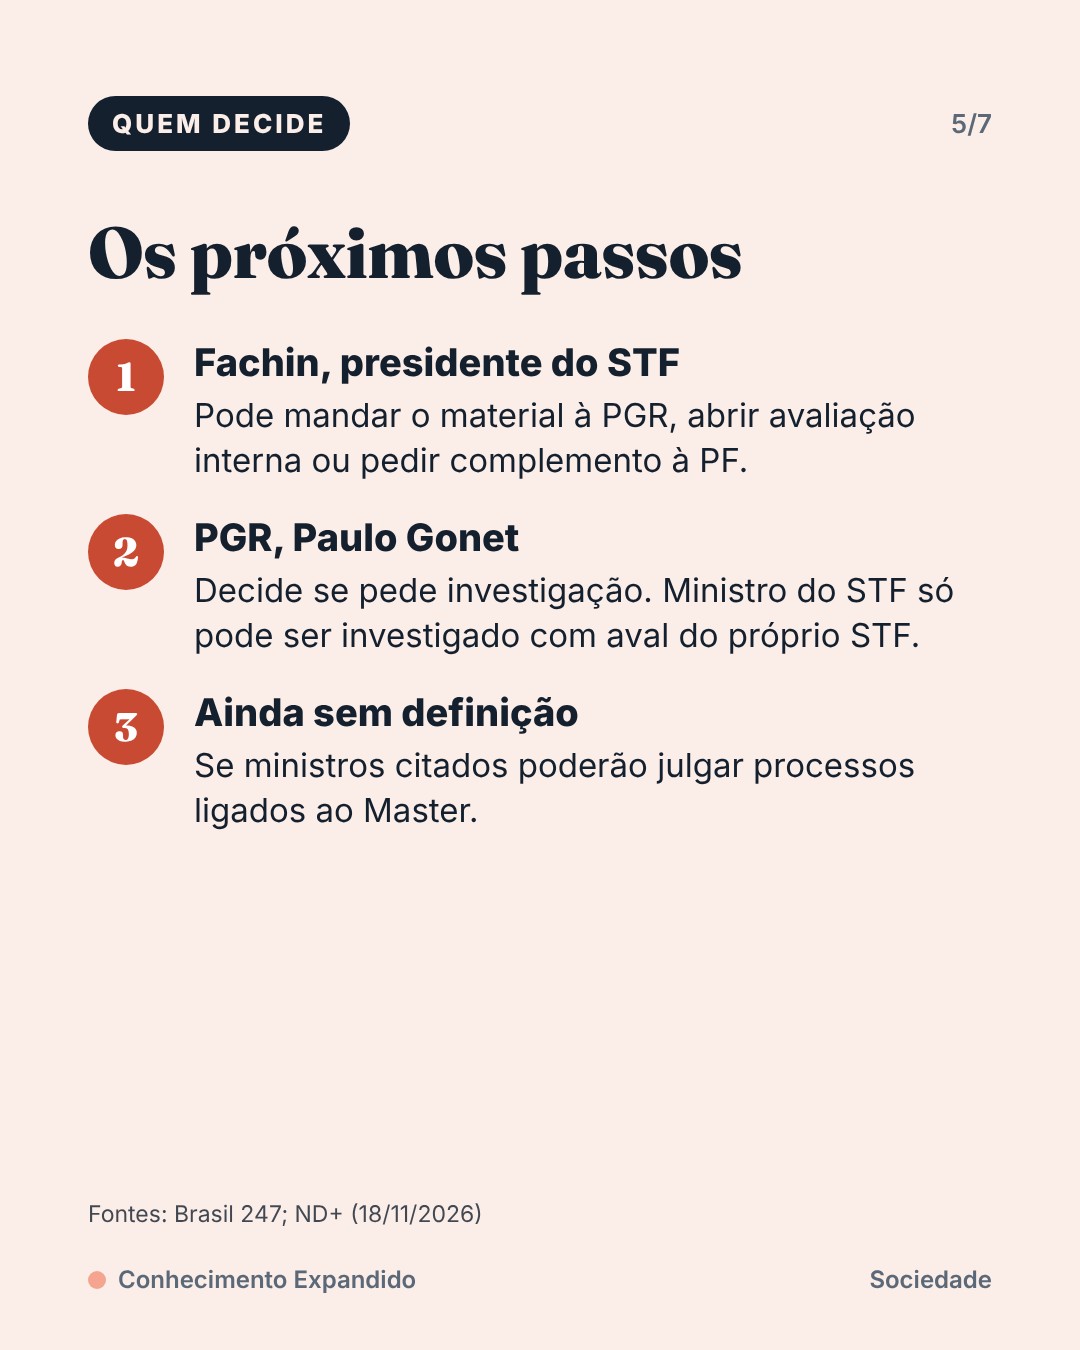 QUEM DECIDE
5/7
Os próximos passos
1
Fachin, presidente do STF
Pode mandar o material à PGR, abrir avaliação
interna ou pedir complemento à PF.
2
PGR, Paulo Gonet
Decide se pede investigação. Ministro do STF só
pode ser investigado com aval do próprio STF.
3
Ainda sem definição
Se ministros citados poderão julgar processos
ligados ao Master.
Fontes: Brasil 247; ND+ (18/11/2026)
Conhecimento Expandido
Sociedade